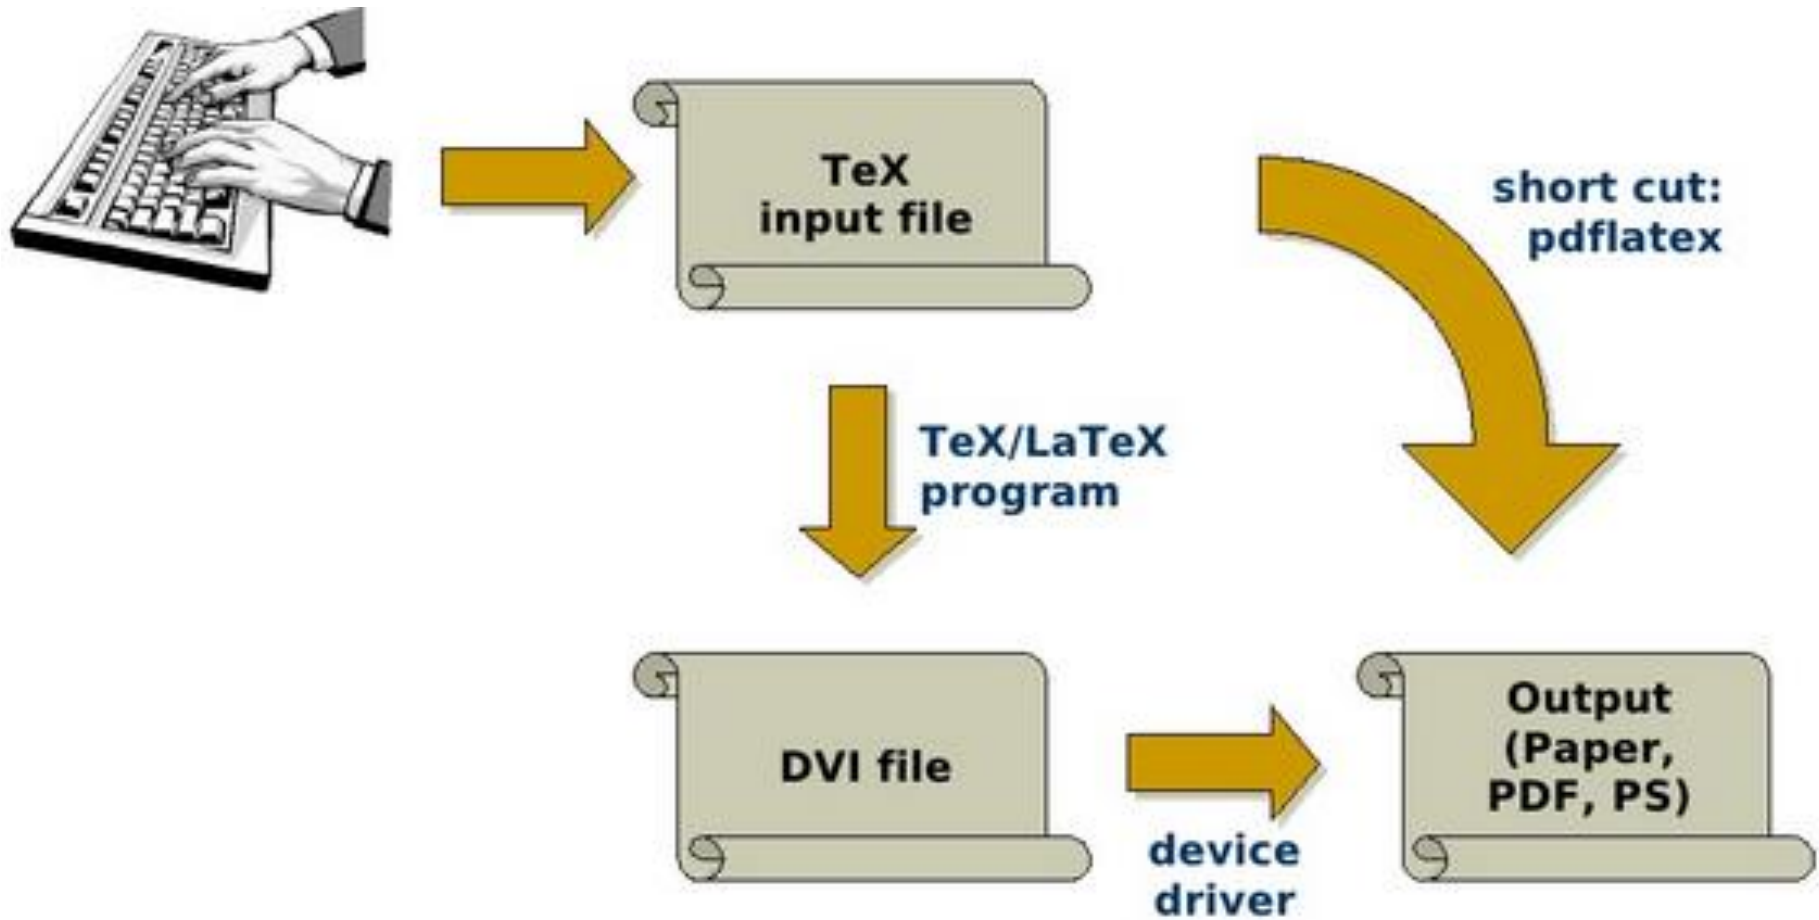 TeX
input file
short cut:
pdflatex
TeX/LaTeX
program
DVI file
device
driver
Output
(Paper,
PDF, PS)